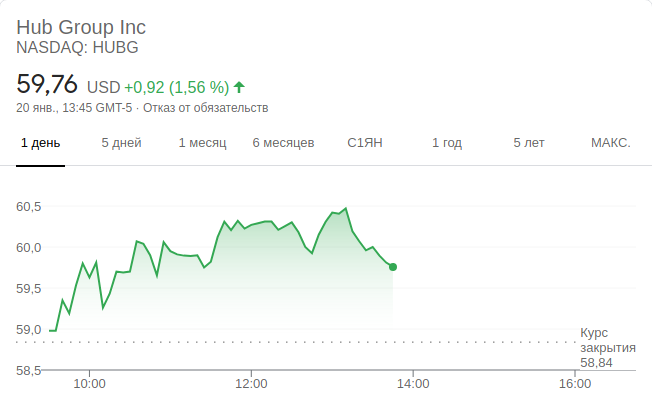 Hub Group Inc
NASDAQ: HUBG
59,76 USD +0,92 (1,56 %)
20 янв., 13:45 GMT-5 · Отказ от обязательств
1 день 5 дней 1 месяц 6 месяцев С1ЯН 1 год 5 лет МАКС.
60,5
60,0
59,5
59,0
58,5
Курс
закрытия
58,84
10:00 12:00 14:00 16:00